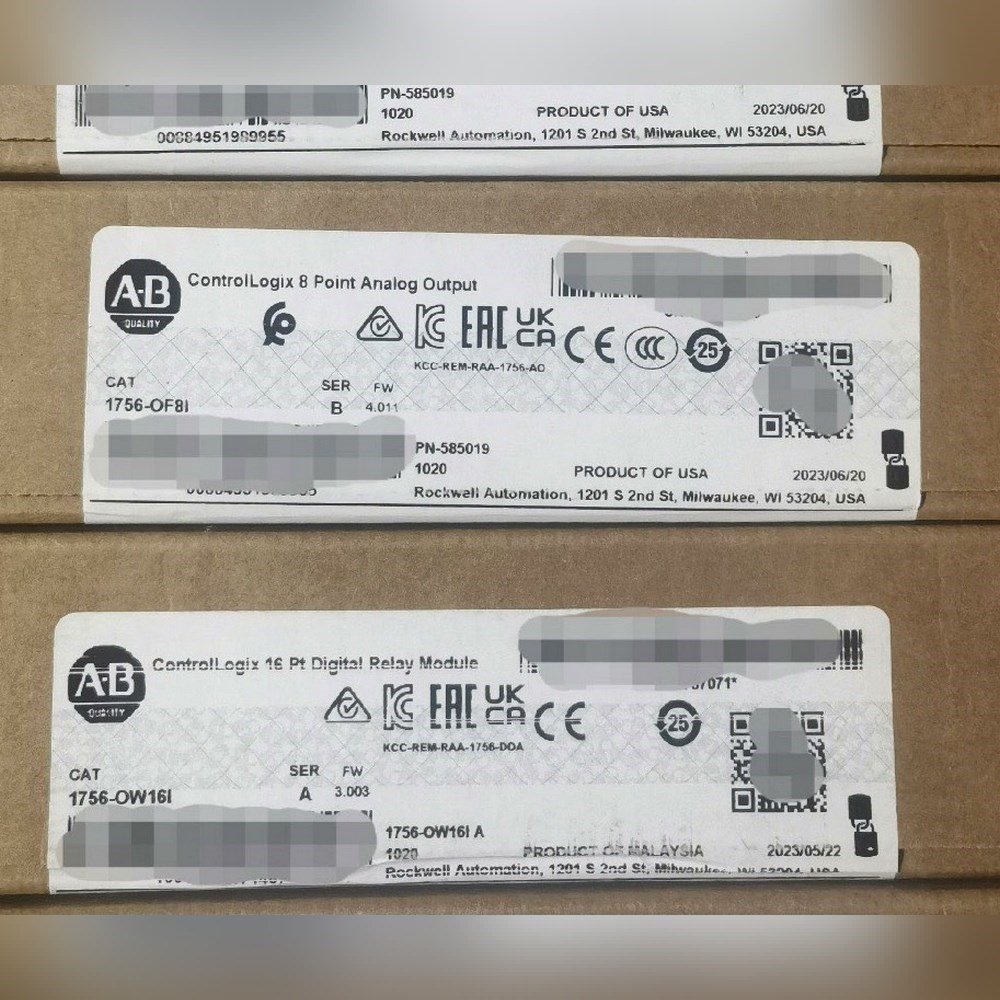 PN-585019
1020 PRODUCT OF USA 2023/06/20
00884951989955
Rockwell Automation, 1201 S 2nd St, Milwaukee, WI 53204, USA
A-B
QUALITY
ControlLogix 8 Point Analog Output
EAC UK CA CE CCC 25
KCC-REM-RAA-1756-AO
CAT SER FW
1756-OF8I B 4.011
PN-585019
1020 PRODUCT OF USA 2023/06/20
Rockwell Automation, 1201 S 2nd St, Milwaukee, WI 53204, USA
A-B
QUALITY
ControlLogix 16 Pt Digital Relay Module
7071*
EAC UK CA CE 25
KCC-REM-RAA-1756-DOA
CAT SER FW
1756-OW16I A 3.003
1756-OW16I A
1020 PRODUCT OF MALAYSIA 2023/05/22
Rockwell Automation, 1201 S 2nd St, Milwaukee, WI 53204, USA